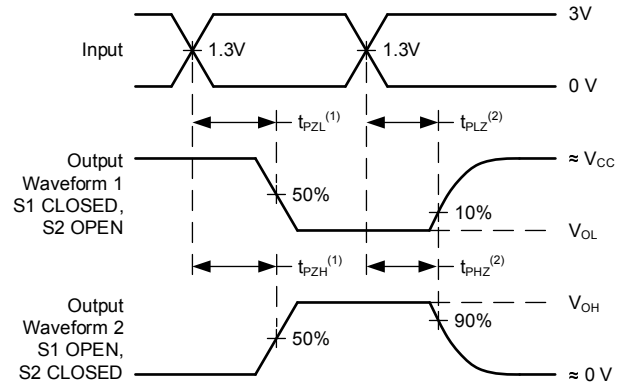 3V
Input
1.3V
1.3V
0 V
tPZL(1)
tPLZ(2)
Output
Waveform 1
S1 CLOSED,
S2 OPEN
≈ VCC
50%
10%
VOL
tPZH(1)
tPHZ(2)
Output
Waveform 2
S1 OPEN,
S2 CLOSED
VOH
90%
50%
≈ 0 V